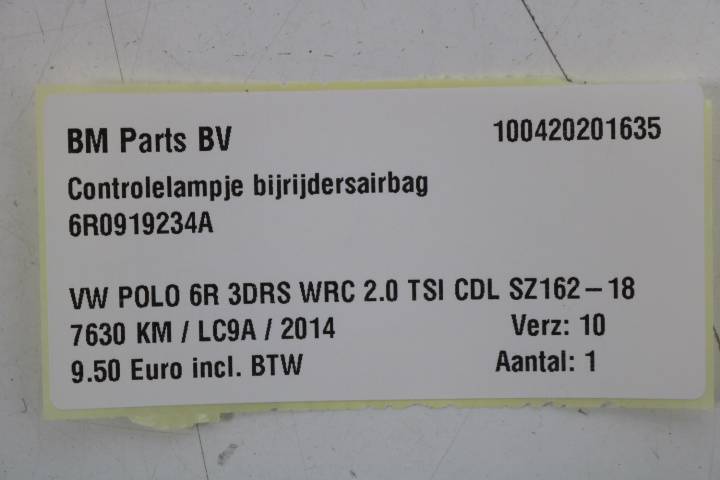 BM Parts BV 100420201635
Controlelampje bijrijdersairbag
6R0919234A
VW POLO 6R 3DRS WRC 2.0 TSI CDL SZ162-18
7630 KM / LC9A / 2014 Verz: 10
9.50 Euro incl. BTW Aantal: 1